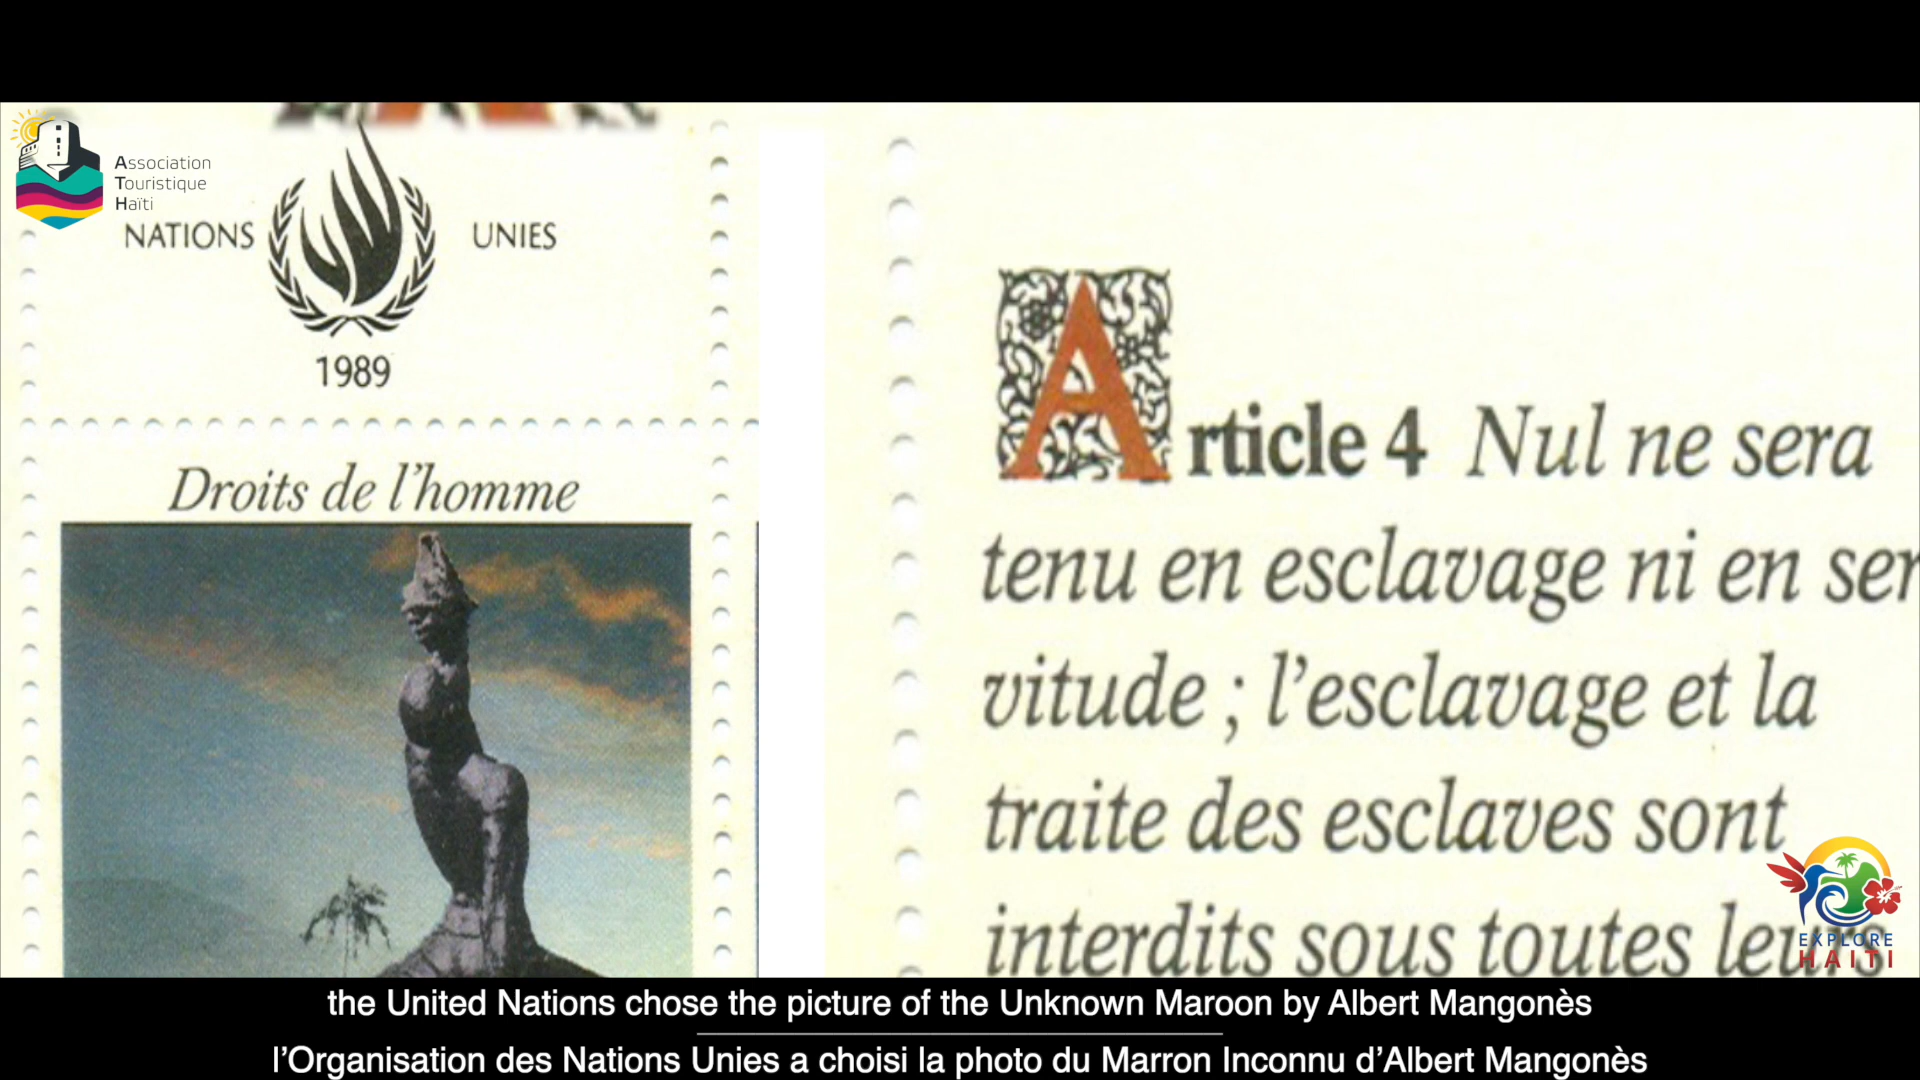 Association
Touristique
Haïti
NATIONS UNIES
1989
Droits de l'homme
Article 4 Nul ne sera
tenu en esclavage ni en ser
vitude ; l'esclavage et la
traite des esclaves sont
interdits sous toutes leurs
EXPLORE
HAITI
the United Nations chose the picture of the Unknown Maroon by Albert Mangonès
l'Organisation des Nations Unies a choisi la photo du Marron Inconnu d'Albert Mangonès